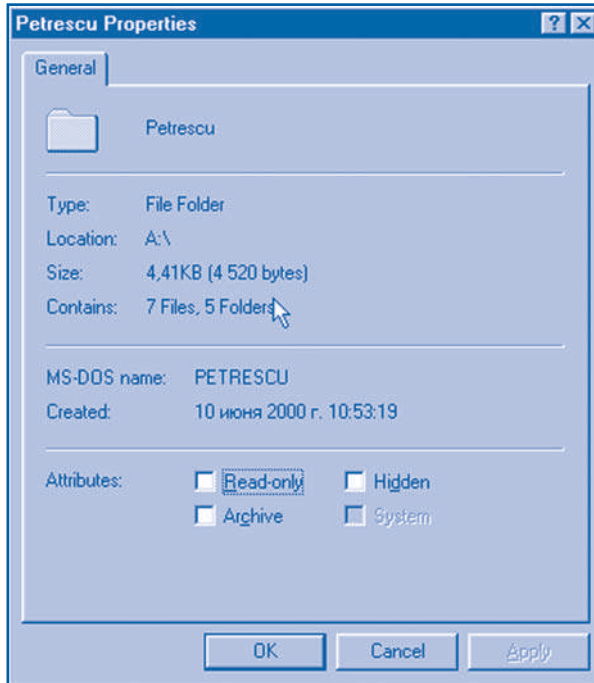 Petrescu Properties
General
Petrescu
Type: File Folder
Location: A:\
Size: 4,41KB (4 520 bytes)
Contains: 7 Files, 5 Folders
MS-DOS name: PETRESCU
Created: 10 июня 2000 г. 10:53:19
Attributes: Read-only Hidden
Archive System
OK Cancel Apply